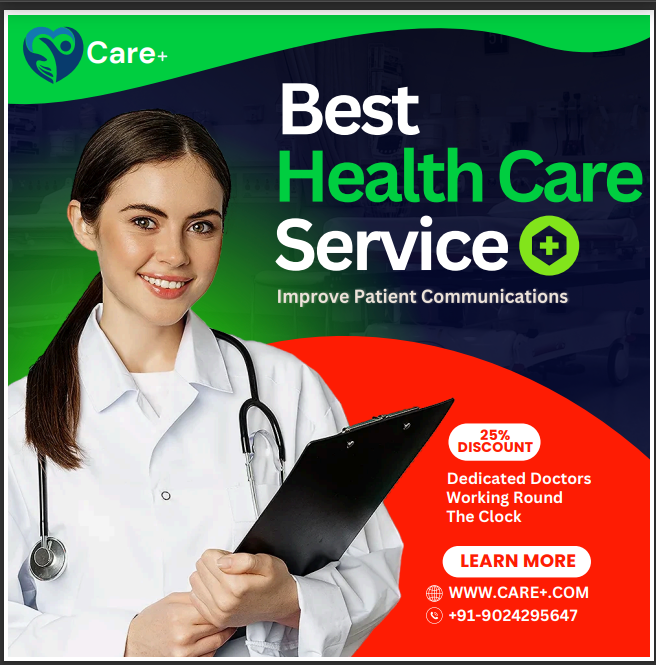 Care+
Best
Health Care
Service
Improve Patient Communications
25%
DISCOUNT
Dedicated Doctors
Working Round
The Clock
LEARN MORE
WWW.CARE+.COM
+91-9024295647